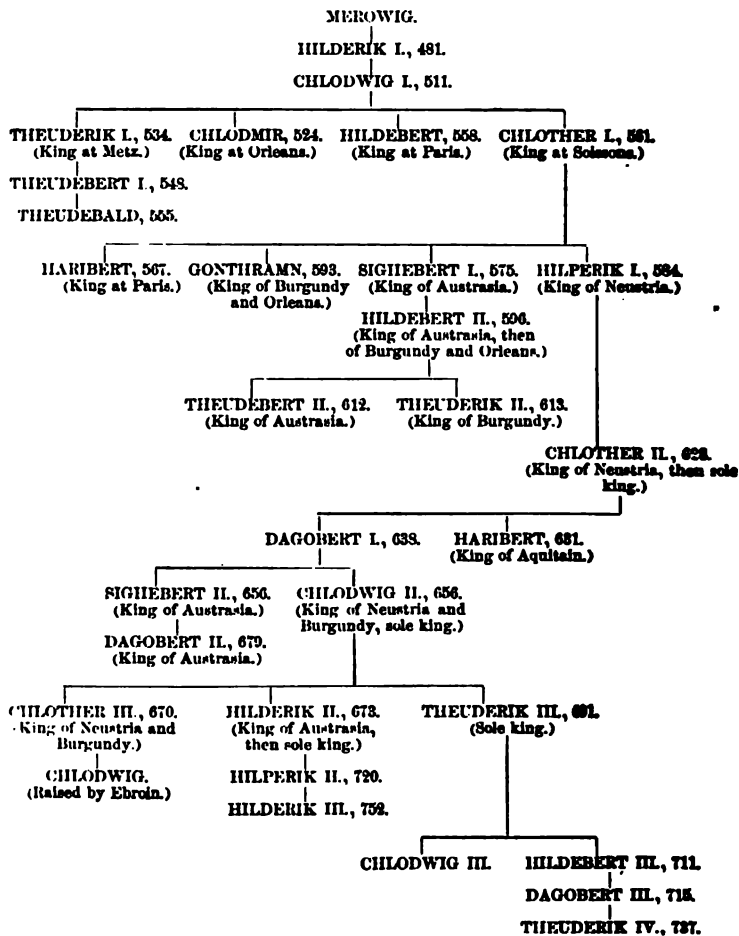 MEROWIG.
HILDERIK I., 481.
CHLODWIG I., 511.
THEUDERIK I., 534. CHLODMIR, 524. HILDEBERT, 558. CHLOTHER I., 561.
(King at Metz.) (King at Orleans.) (King at Paris.) (King at Soissons.)
THEUDEBERT I., 548.
THEUDEBALD, 555.
HARIBERT, 567. GONTHRAMN, 593. SIGHEBERT I., 575. HILPERIK I., 584.
(King at Paris.) (King of Burgundy (King of Austrasia.) (King of Neustria.)
and Orleans.)
HILDEBERT II., 596.
(King of Austrasia, then
of Burgundy and Orleans.)
THEUDEBERT II., 612. THEUDERIK II., 613.
(King of Austrasia.) (King of Burgundy.)
CHLOTHER II., 628.
(King of Neustria, then sole
king.)
DAGOBERT I., 638. HARIBERT, 631.
(King of Aquitain.)
SIGHEBERT II., 656. CHLODWIG II., 656.
(King of Austrasia.) (King of Neustria and
Burgundy, sole king.)
DAGOBERT II., 679.
(King of Austrasia.)
CHLOTHER III., 670. HILDERIK II., 673. THEUDERIK III., 691.
(King of Neustria and (King of Austrasia, (Sole king.)
Burgundy.) then sole king.)
CHLODWIG. HILPERIK II., 720.
(Raised by Ebroin.)
HILDERIK III., 752.
CHLODWIG III. HILDEBERT III., 711.
DAGOBERT III., 715.
THEUDERIK IV., 737.